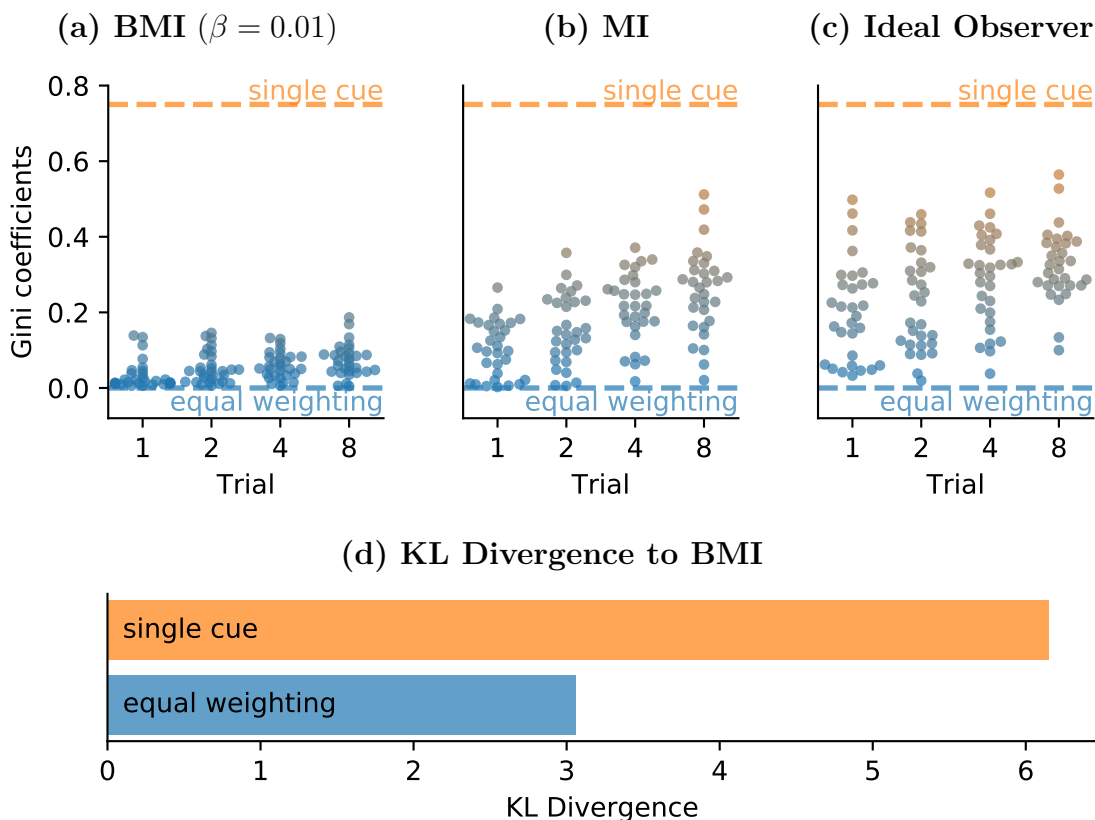 (a) BMI (β = 0.01)
(b) MI
(c) Ideal Observer
Gini coefficients
0.8
0.6
0.4
0.2
0.0
single cue
equal weighting
1 2 4 8
Trial
single cue
equal weighting
1 2 4 8
Trial
single cue
equal weighting
1 2 4 8
Trial
(d) KL Divergence to BMI
single cue
equal weighting
0 1 2 3 4 5 6
KL Divergence